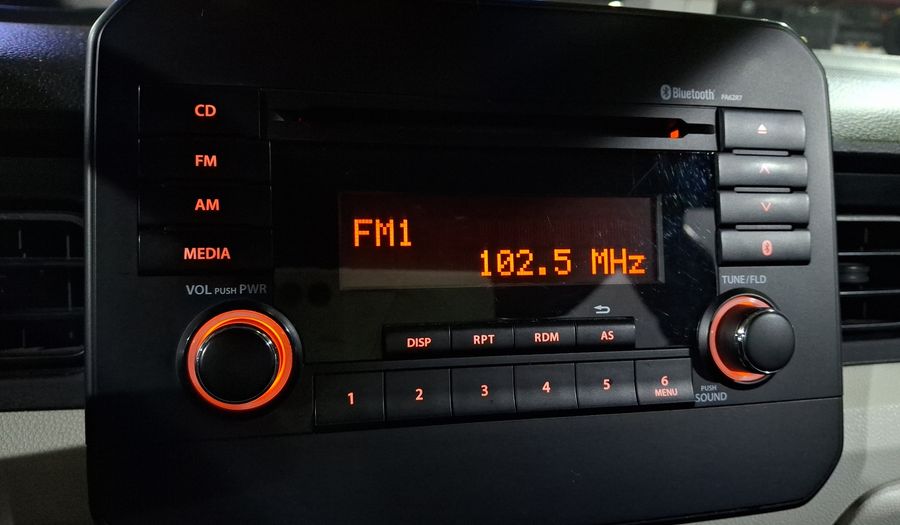 Bluetooth PA62R7
CD
FM
AM
MEDIA
FM1
102.5 MHz
VOL PUSH PWR
TUNE/FLD
DISP
RPT
RDM
AS
1
2
3
4
5
6
MENU
PUSH
SOUND